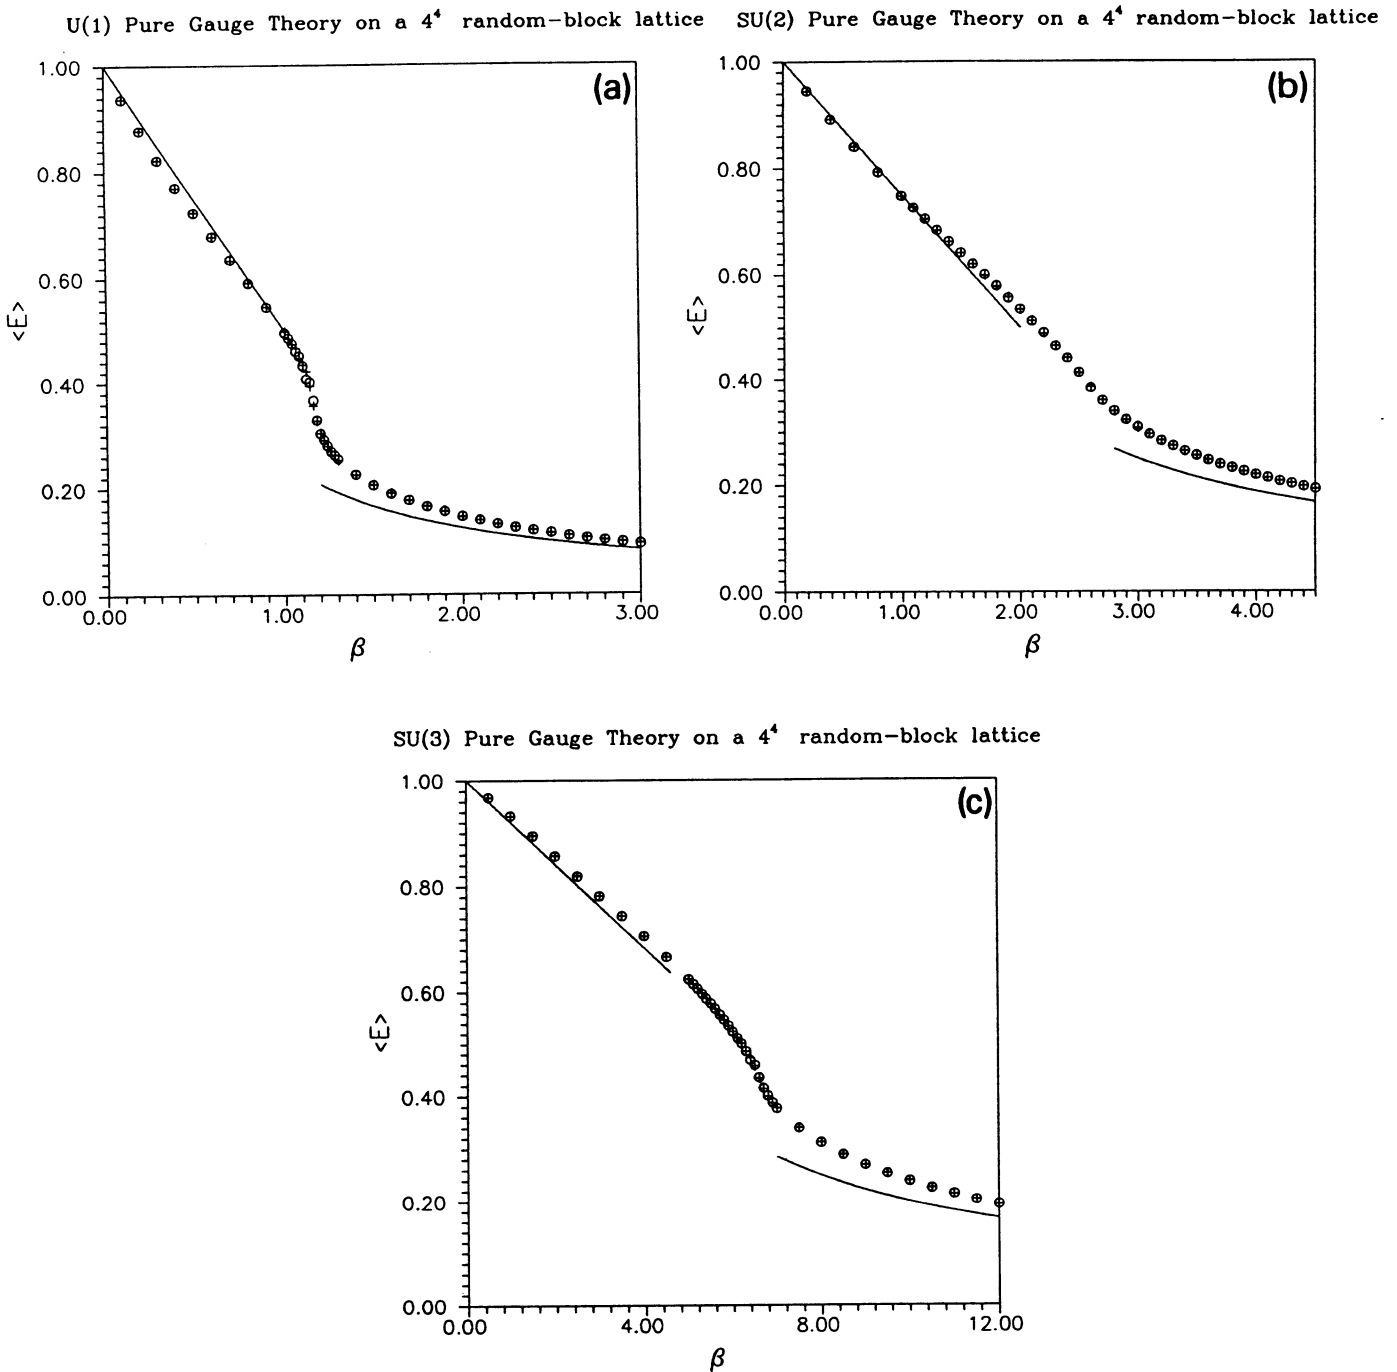 U(1) Pure Gauge Theory on a 4⁴ random-block lattice
(a)
1.00
0.80
0.60
0.40
0.20
0.00
<E>
0.00 1.00 2.00 3.00
β
SU(2) Pure Gauge Theory on a 4⁴ random-block lattice
(b)
1.00
0.80
0.60
0.40
0.20
0.00
<E>
0.00 1.00 2.00 3.00 4.00
β
SU(3) Pure Gauge Theory on a 4⁴ random-block lattice
(c)
1.00
0.80
0.60
0.40
0.20
0.00
<E>
0.00 4.00 8.00 12.00
β